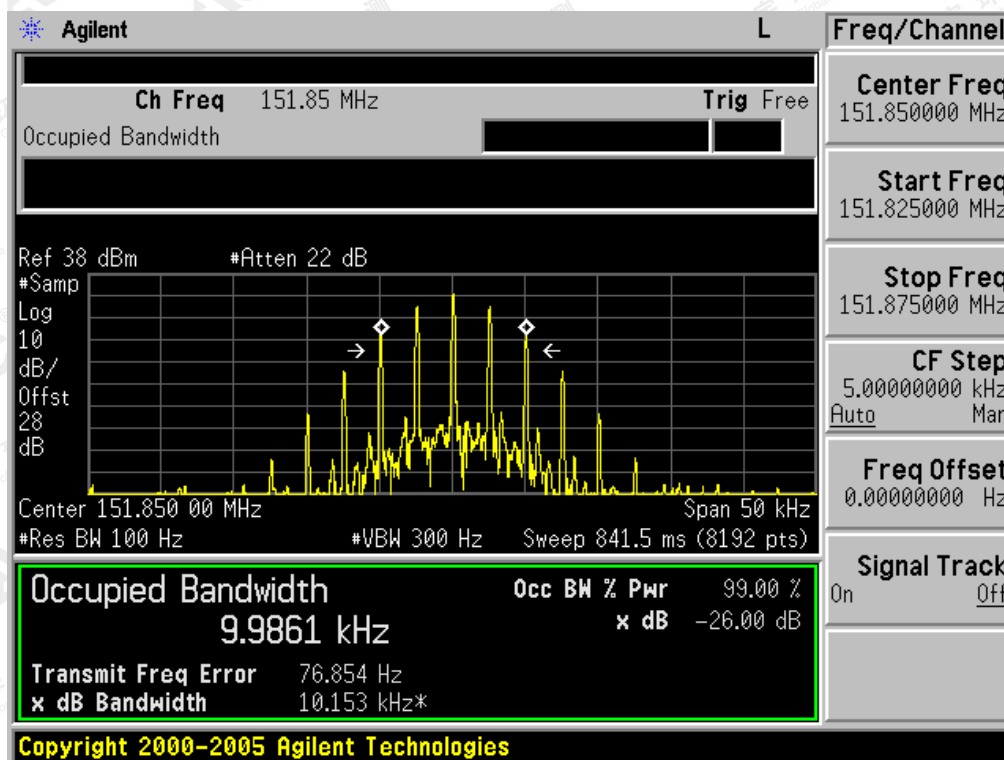 Agilent L Freq/Channel
Ch Freq 151.85 MHz Trig Free
Occupied Bandwidth
Center Freq
151.850000 MHz
Start Freq
151.825000 MHz
Stop Freq
151.875000 MHz
CF Step
5.00000000 kHz
Auto Man
Freq Offset
0.00000000 Hz
Signal Track
On Off
Ref 38 dBm #Atten 22 dB
#Samp
Log
10
dB/
Offst
28
dB
Center 151.850 00 MHz Span 50 kHz
#Res BW 100 Hz #VBW 300 Hz Sweep 841.5 ms (8192 pts)
Occupied Bandwidth Occ BW % Pwr 99.00 %
9.9861 kHz x dB -26.00 dB
Transmit Freq Error 76.854 Hz
x dB Bandwidth 10.153 kHz*
Copyright 2000-2005 Agilent Technologies